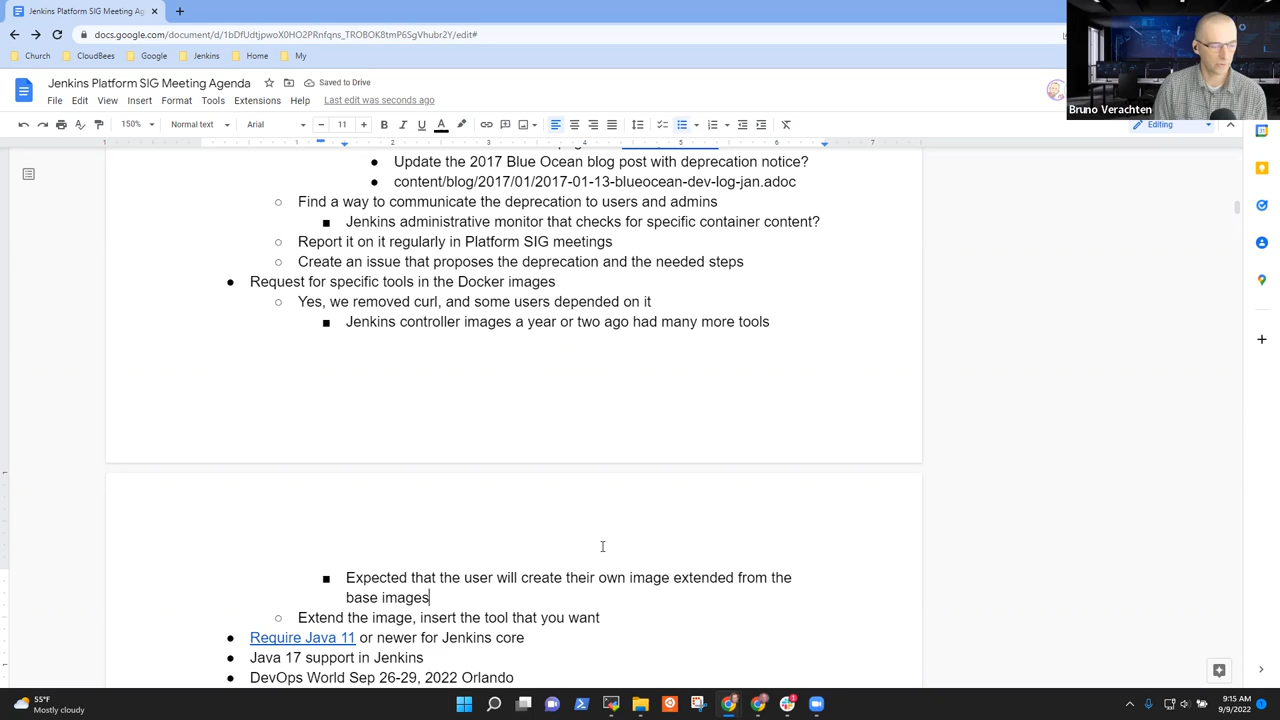 Jenkins Platform SIG Meeting Ag
docs.google.com/document/d/1bDfUdtjpwoX0HO2PRnfqns_TROBOK8tmP6SgVhubr2Y/edit#
Church
CloudBees
Google
Jenkins
Home
My
Jenkins Platform SIG Meeting Agenda
Saved to Drive
File Edit View Insert Format Tools Extensions Help Last edit was seconds ago
150% Normal text Arial 11 Editing
Bruno Verachten
1 1 2 3 4 5 6 7
Update the 2017 Blue Ocean blog post with deprecation notice?
content/blog/2017/01/2017-01-13-blueocean-dev-log-jan.adoc
Find a way to communicate the deprecation to users and admins
Jenkins administrative monitor that checks for specific container content?
Report it on it regularly in Platform SIG meetings
Create an issue that proposes the deprecation and the needed steps
Request for specific tools in the Docker images
Yes, we removed curl, and some users depended on it
Jenkins controller images a year or two ago had many more tools
Expected that the user will create their own image extended from the
base images
Extend the image, insert the tool that you want
Require Java 11 or newer for Jenkins core
Java 17 support in Jenkins
DevOps World Sep 26-29, 2022 Orlando
55°F
Mostly cloudy
9:15 AM
9/9/2022